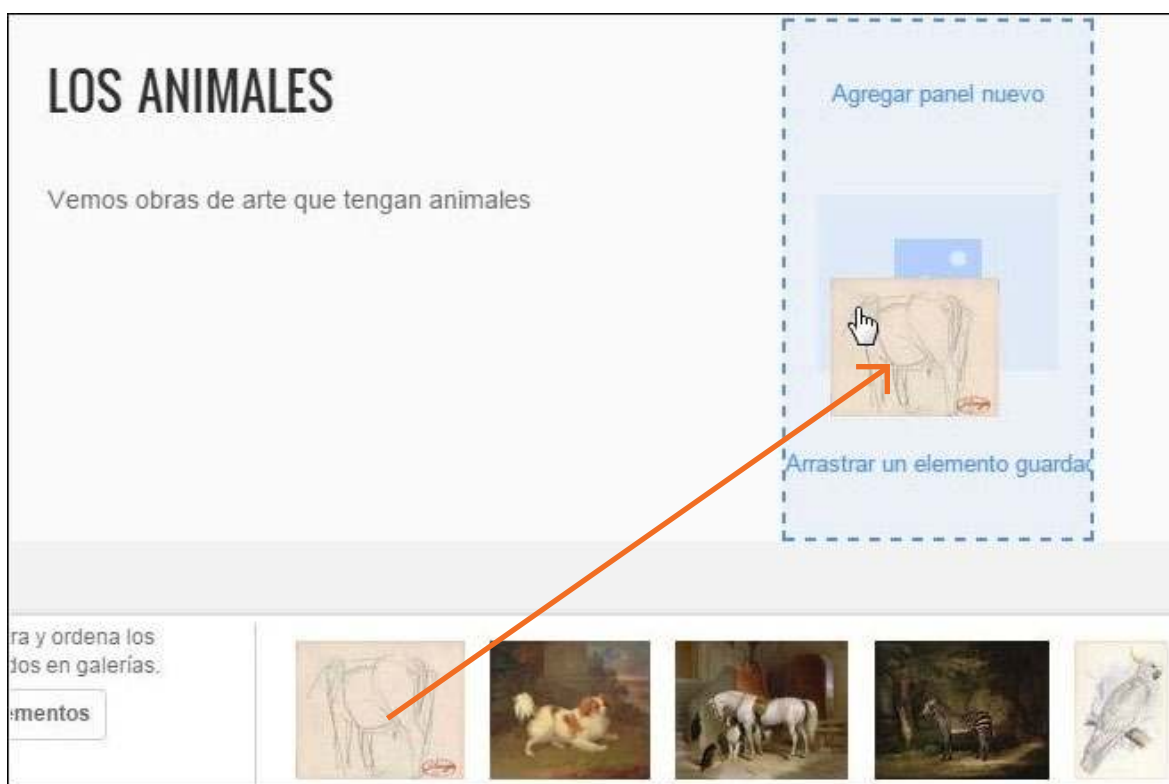 LOS ANIMALES
Vemos obras de arte que tengan animales
Agregar panel nuevo
Arrastrar un elemento guardad
ra y ordena los
dos en galerías.
ementos